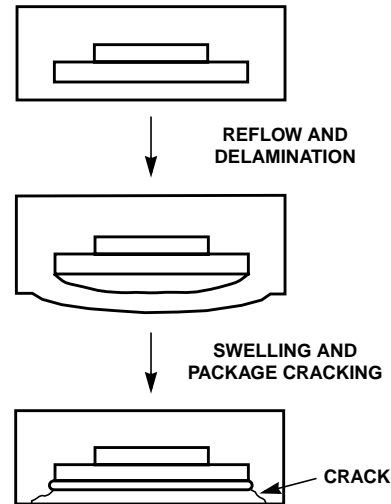 REFLOW AND
DELAMINATION
SWELLING AND
PACKAGE CRACKING
CRACK